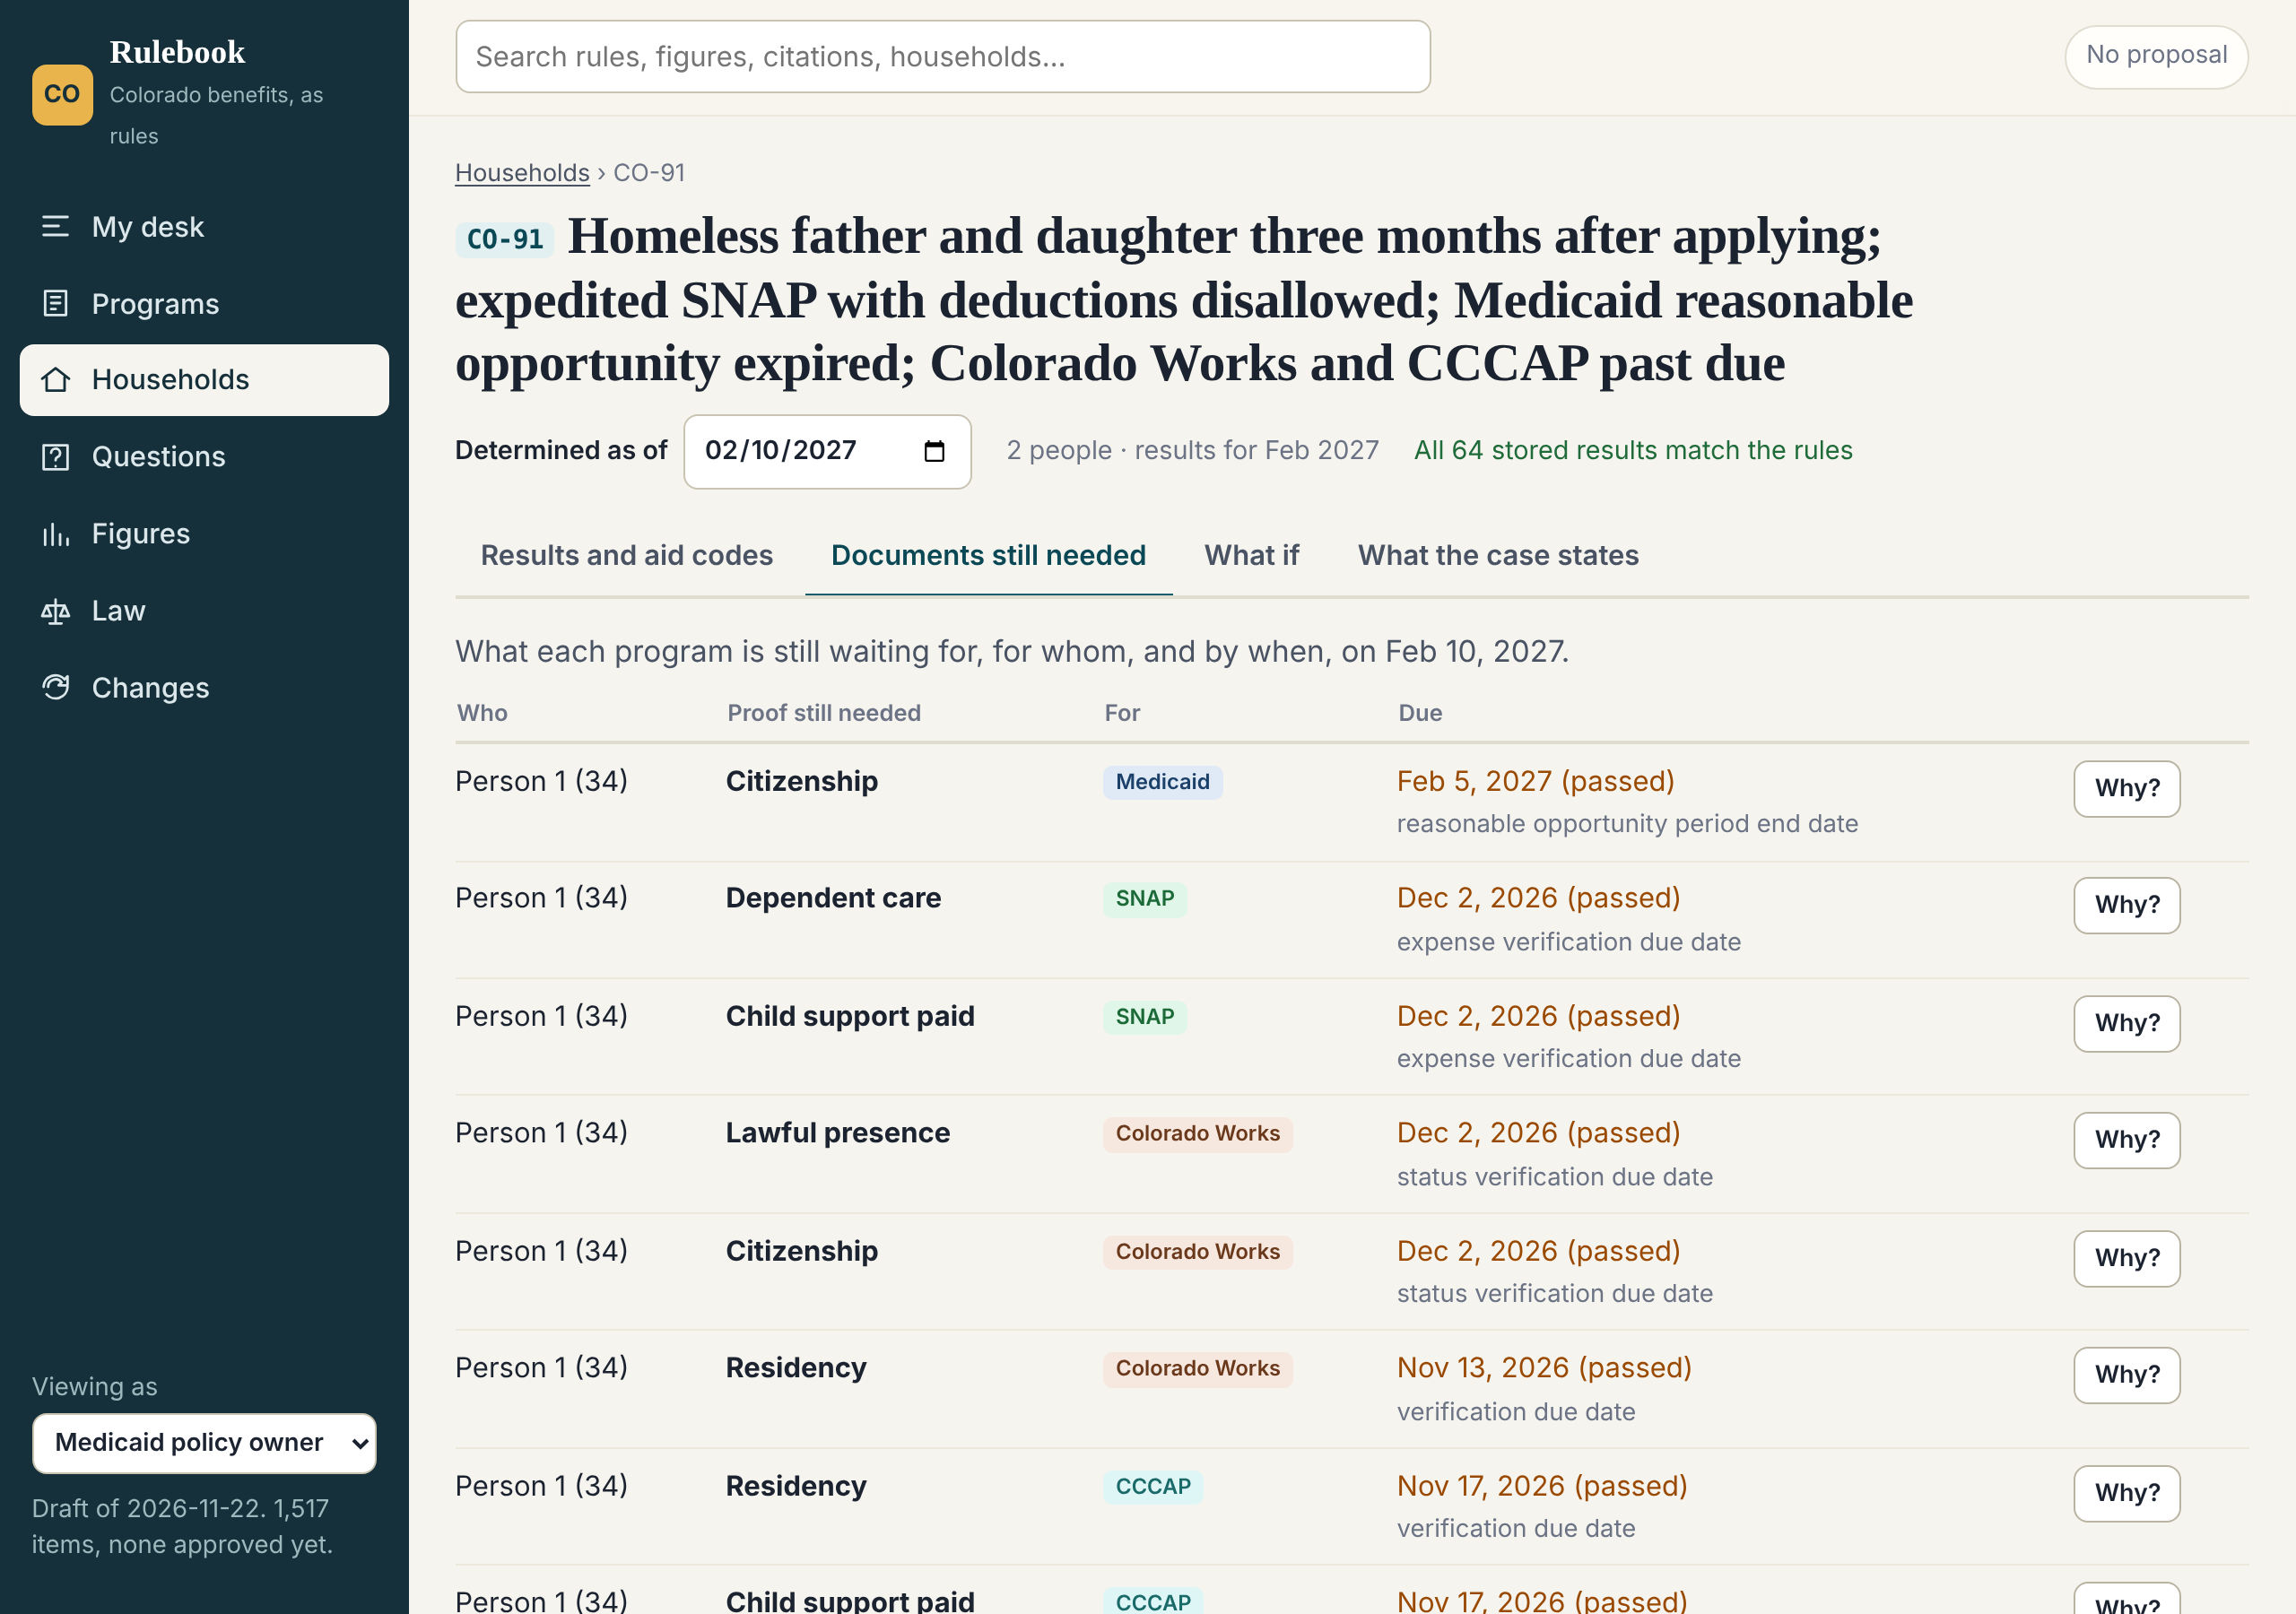 CO
Rulebook
Colorado benefits, as
rules
My desk
Programs
Households
Questions
Figures
Law
Changes
Viewing as
Medicaid policy owner
Draft of 2026-11-22. 1,517
items, none approved yet.
Search rules, figures, citations, households...
No proposal
Households › CO-91
CO-91 Homeless father and daughter three months after applying;
expedited SNAP with deductions disallowed; Medicaid reasonable
opportunity expired; Colorado Works and CCCAP past due
Determined as of 02/10/2027 2 people · results for Feb 2027 All 64 stored results match the rules
Results and aid codes Documents still needed What if What the case states
What each program is still waiting for, for whom, and by when, on Feb 10, 2027.
Who Proof still needed For Due
Person 1 (34) Citizenship Medicaid Feb 5, 2027 (passed) Why?
reasonable opportunity period end date
Person 1 (34) Dependent care SNAP Dec 2, 2026 (passed) Why?
expense verification due date
Person 1 (34) Child support paid SNAP Dec 2, 2026 (passed) Why?
expense verification due date
Person 1 (34) Lawful presence Colorado Works Dec 2, 2026 (passed) Why?
status verification due date
Person 1 (34) Citizenship Colorado Works Dec 2, 2026 (passed) Why?
status verification due date
Person 1 (34) Residency Colorado Works Nov 13, 2026 (passed) Why?
verification due date
Person 1 (34) Residency CCCAP Nov 17, 2026 (passed) Why?
verification due date
Person 1 (34) Child support paid CCCAP Nov 17, 2026 (passed) Why?